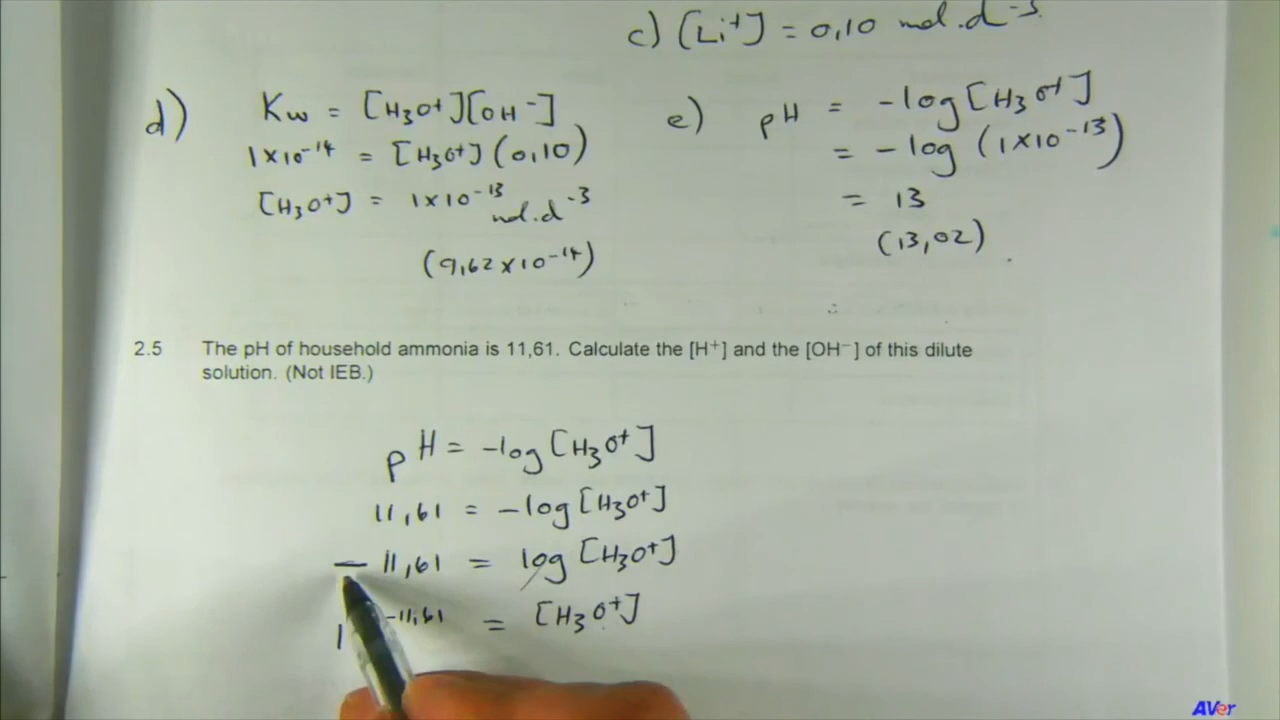 c) [Li⁺] = 0,10 mol.d⁻³
d) Kw = [H₃O⁺][OH⁻]
1×10⁻¹⁴ = [H₃O⁺](0,10)
[H₃O⁺] = 1×10⁻¹³ mol.d⁻³
(9,62×10⁻¹⁴)
e) pH = -log[H₃O⁺]
= -log(1×10⁻¹³)
= 13
(13,02)
2.5 The pH of household ammonia is 11,61. Calculate the [H⁺] and the [OH⁻] of this dilute
solution. (Not IEB.)
pH = -log[H₃O⁺]
11,61 = -log[H₃O⁺]
- 11,61 = log[H₃O⁺]
1 ⁻¹¹,⁶¹ = [H₃O⁺]
AVer